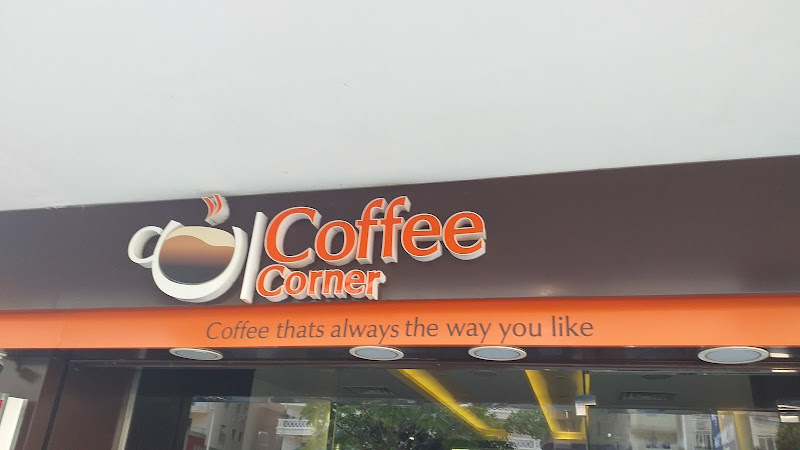 Coffee
Corner
Coffee thats always the way you like